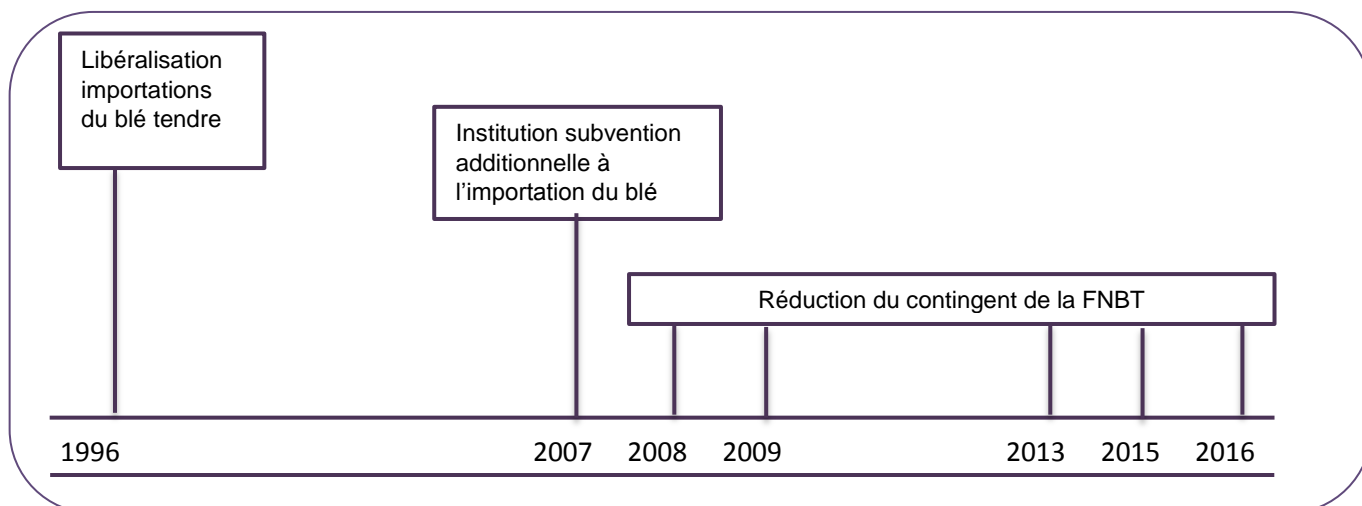 Libéralisation
importations
du blé tendre
Institution subvention
additionnelle à
l’importation du blé
Réduction du contingent de la FNBT
1996 2007 2008 2009 2013 2015 2016